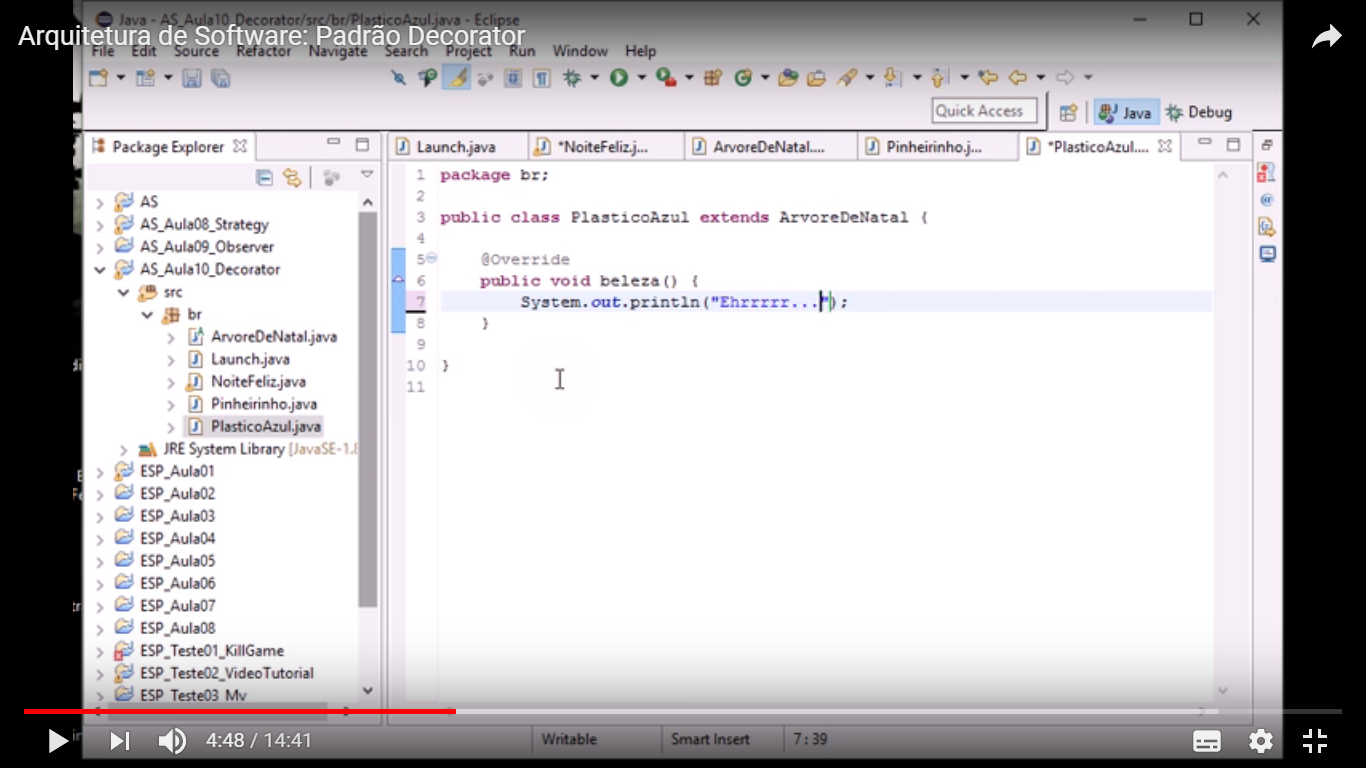 Java - AS_Aula10_Decorator/src/br/PlasticoAzul.java - Eclipse
Arquitetura de Software: Padrão Decorator
File Edit Source Refactor Navigate Search Project Run Window Help
Quick Access Java Debug
Package Explorer
Launch.java *NoiteFeliz.j... ArvoreDeNatal.... Pinheirinho.j... *PlasticoAzul....
AS
AS_Aula08_Strategy
AS_Aula09_Observer
AS_Aula10_Decorator
src
br
ArvoreDeNatal.java
Launch.java
NoiteFeliz.java
Pinheirinho.java
PlasticoAzul.java
JRE System Library [JavaSE-1.8
ESP_Aula01
ESP_Aula02
ESP_Aula03
ESP_Aula04
ESP_Aula05
ESP_Aula06
ESP_Aula07
ESP_Aula08
ESP_Teste01_KillGame
ESP_Teste02_VideoTutorial
ESP_Teste03_Mv
1 package br;
2
3 public class PlasticoAzul extends ArvoreDeNatal {
4
5 @Override
6 public void beleza() {
7 System.out.println("Ehrrrrr...");
8 }
9
10 }
11
Writable Smart Insert 7 : 39
4:48 / 14:41